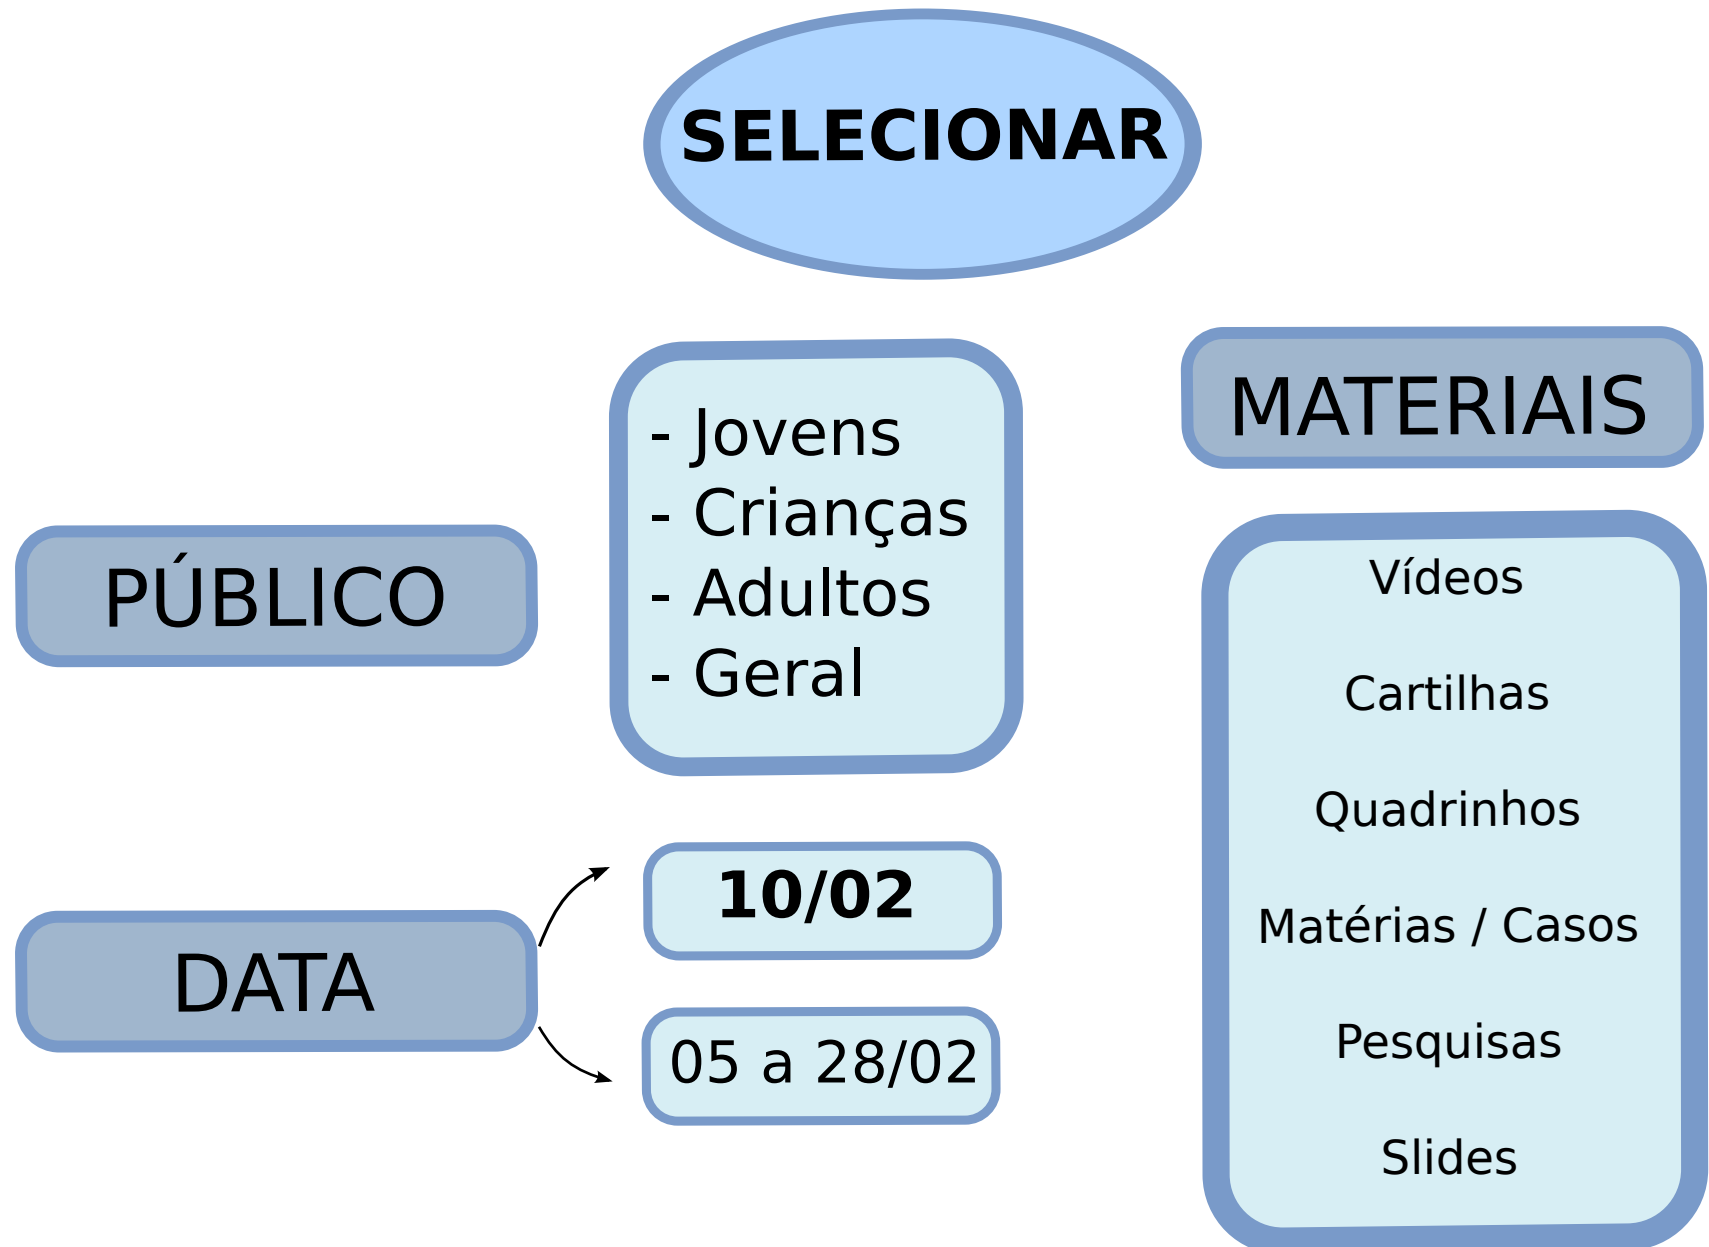 SELECIONAR
PÚBLICO
- Jovens
- Crianças
- Adultos
- Geral
DATA
10/02
05 a 28/02
MATERIAIS
Vídeos
Cartilhas
Quadrinhos
Matérias / Casos
Pesquisas
Slides